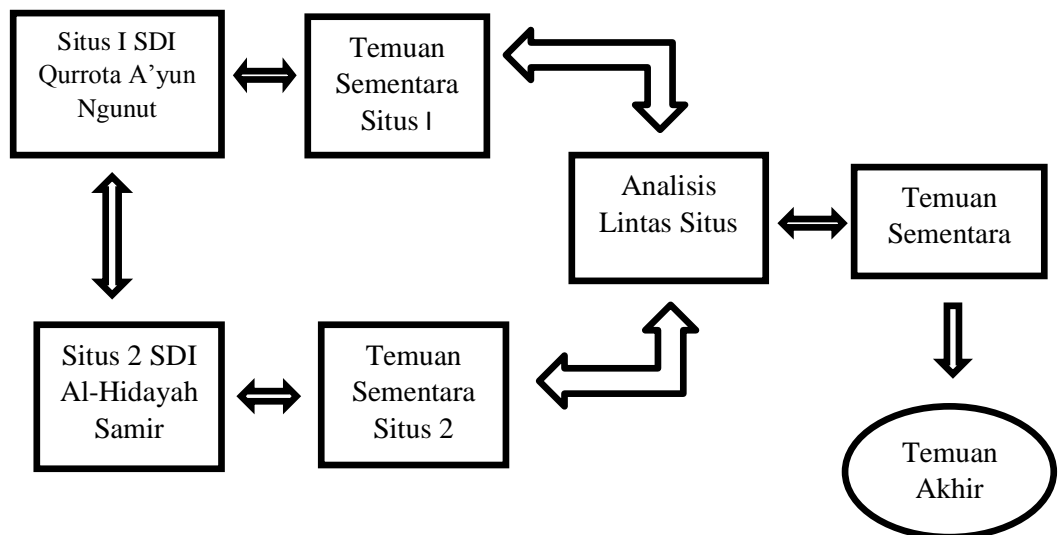 Situs I SDI
Qurrota A’yun
Ngunut
Temuan
Sementara
Situs I
Analisis
Lintas Situs
Temuan
Sementara
Situs 2 SDI
Al-Hidayah
Samir
Temuan
Sementara
Situs 2
Temuan
Akhir